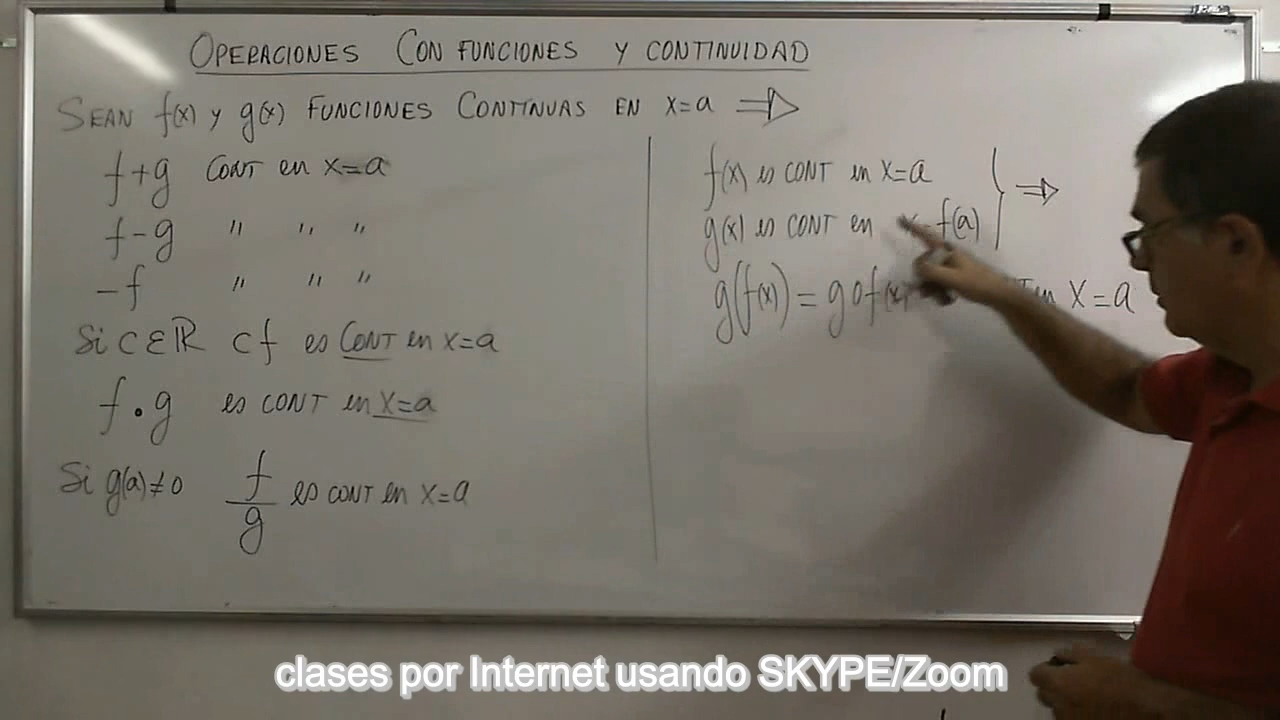 OPERACIONES CON FUNCIONES Y CONTINUIDAD
SEAN f(x) y g(x) FUNCIONES CONTINUAS EN x=a ⇒
f+g CONT en x=a
f-g " " "
-f " " "
Si C∈ℝ cf es CONT en x=a
f•g es CONT en x=a
Si g(a)≠0 f/g es CONT en x=a
f(x) es CONT en x=a } ⇒
g(x) es CONT en f(a)
g(f(x)) = gof(x) en x=a
clases por Internet usando SKYPE/Zoom